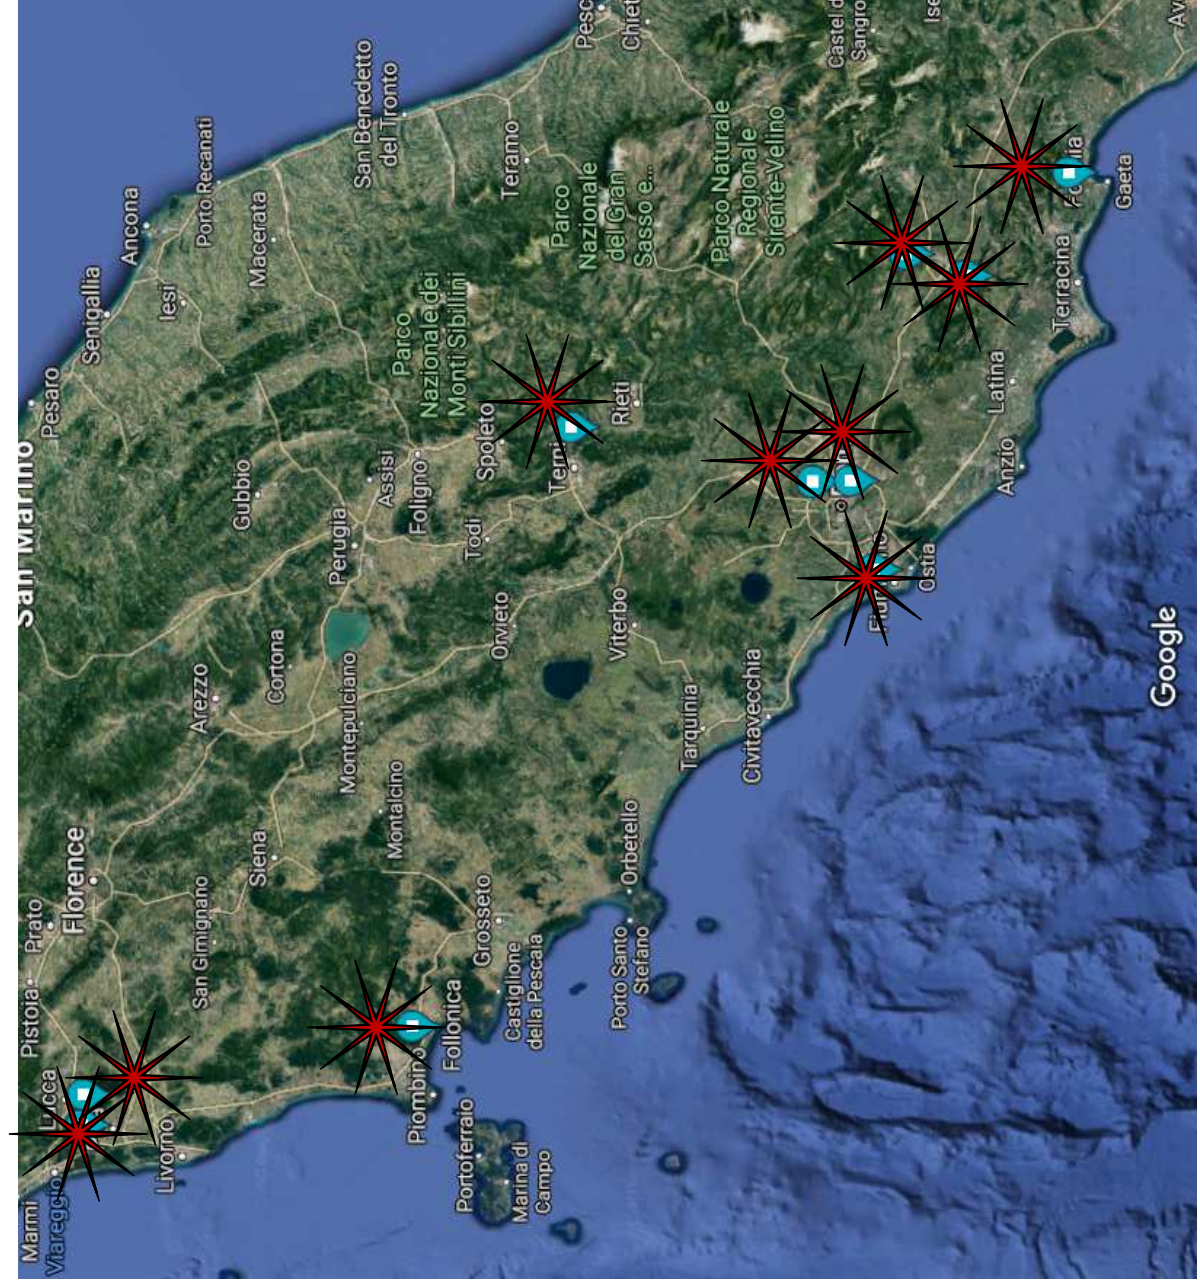 Marmi
Pistoia
Prato
San Marino
Pesaro
Viareggio
Lucca
Florence
Senigallia
Ancona
Livorno
San Gimignano
Arezzo
Iesi
Porto Recanati
Siena
Cortona
Gubbio
Macerata
Montepulciano
Perugia
Assisi
San Benedetto
del Tronto
Montalcino
Foligno
Parco
Nazionale dei
Monti Sibillini
Piombino
Follonica
Portoferraio
Grosseto
Todi
Spoleto
Teramo
Castiglione
della Pescaia
Marina di
Campo
Orvieto
Terni
Parco
Nazionale
del Gran
Sasso e...
Pesc
Chiet
Porto Santo
Stefano
Orbetello
Viterbo
Rieti
Tarquinia
Civitavecchia
Parco Naturale
Regionale
Sirente-Velino
Castel d
Sangro
Ostia
Ise
Anzio
Latina
Terracina
Gaeta
Av
Google